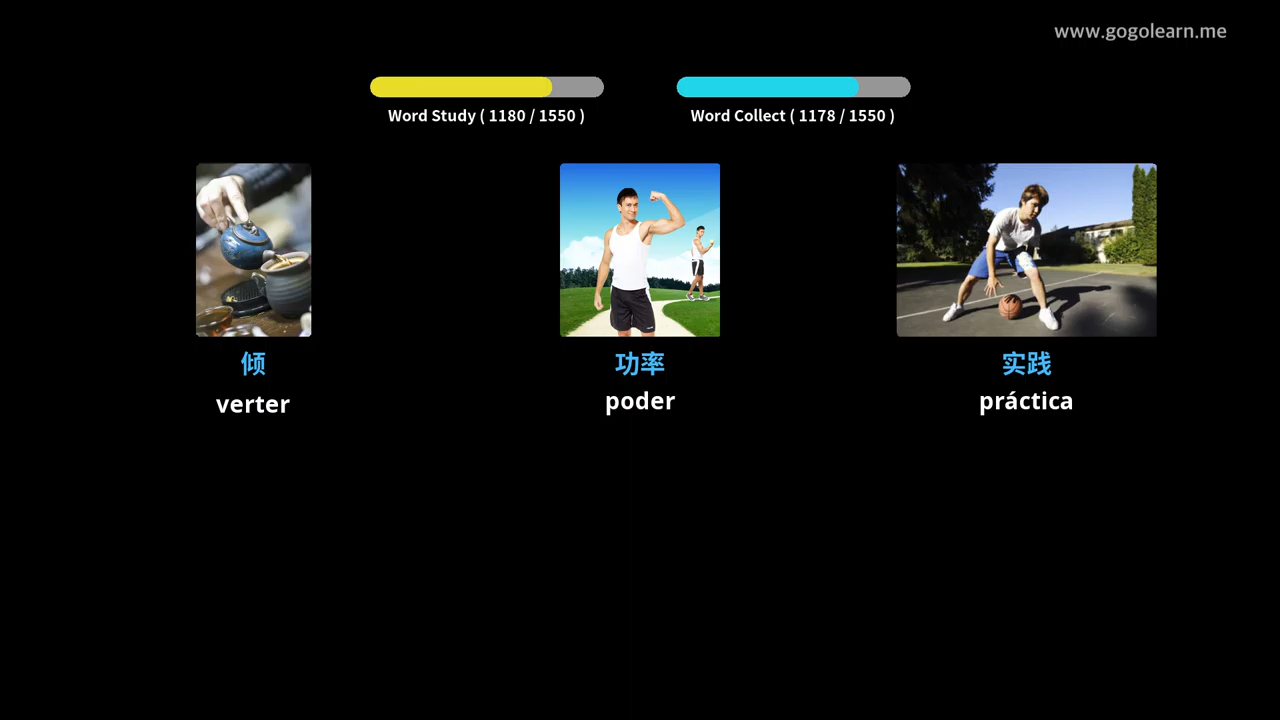 www.gogolearn.me
Word Study ( 1180 / 1550 )
Word Collect ( 1178 / 1550 )
倾
功率
实践
verter
poder
práctica